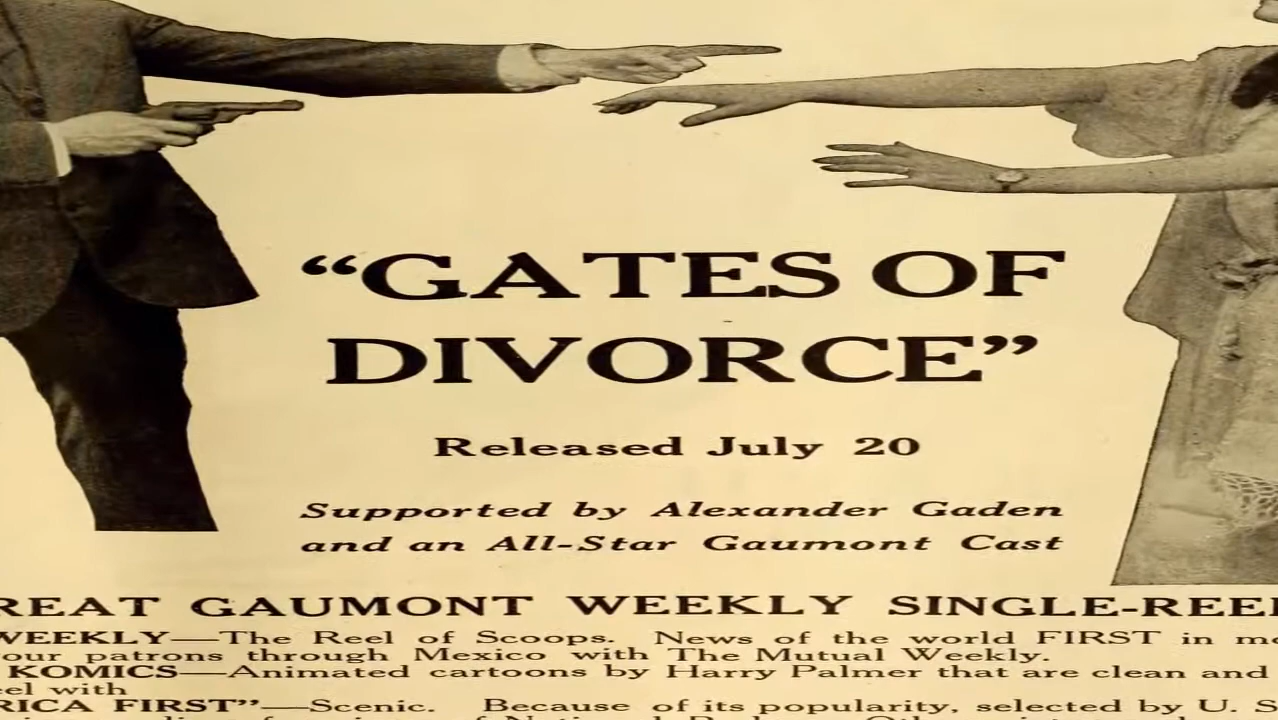 “GATES OF
DIVORCE”
Released July 20
Supported by Alexander Gaden
and an All-Star Gaumont Cast
REAT GAUMONT WEEKLY SINGLE-REEL
WEEKLY—The Reel of Scoops. News of the world FIRST in mo
our patrons through Mexico with The Mutual Weekly.
KOMICS—Animated cartoons by Harry Palmer that are clean and
eel with
RICA FIRST”—Scenic. Because of its popularity, selected by U. S